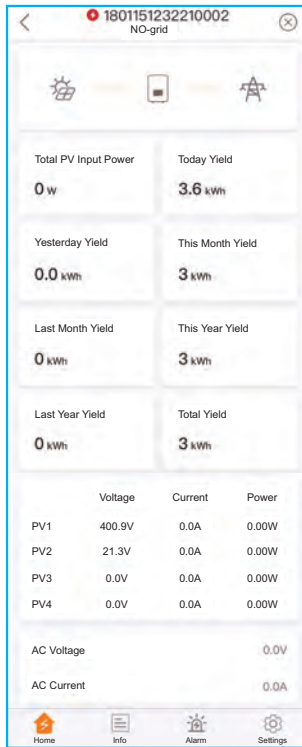 1801151232210002
NO-grid
Total PV Input Power Today Yield
0 W 3.6 kWh
Yesterday Yield This Month Yield
0.0 kWh 3 kWh
Last Month Yield This Year Yield
0 kWh 3 kWh
Last Year Yield Total Yield
0 kWh 3 kWh
Voltage Current Power
PV1 400.9V 0.0A 0.00W
PV2 21.3V 0.0A 0.00W
PV3 0.0V 0.0A 0.00W
PV4 0.0V 0.0A 0.00W
AC Voltage 0.0V
AC Current 0.0A
Home Info Alarm Settings